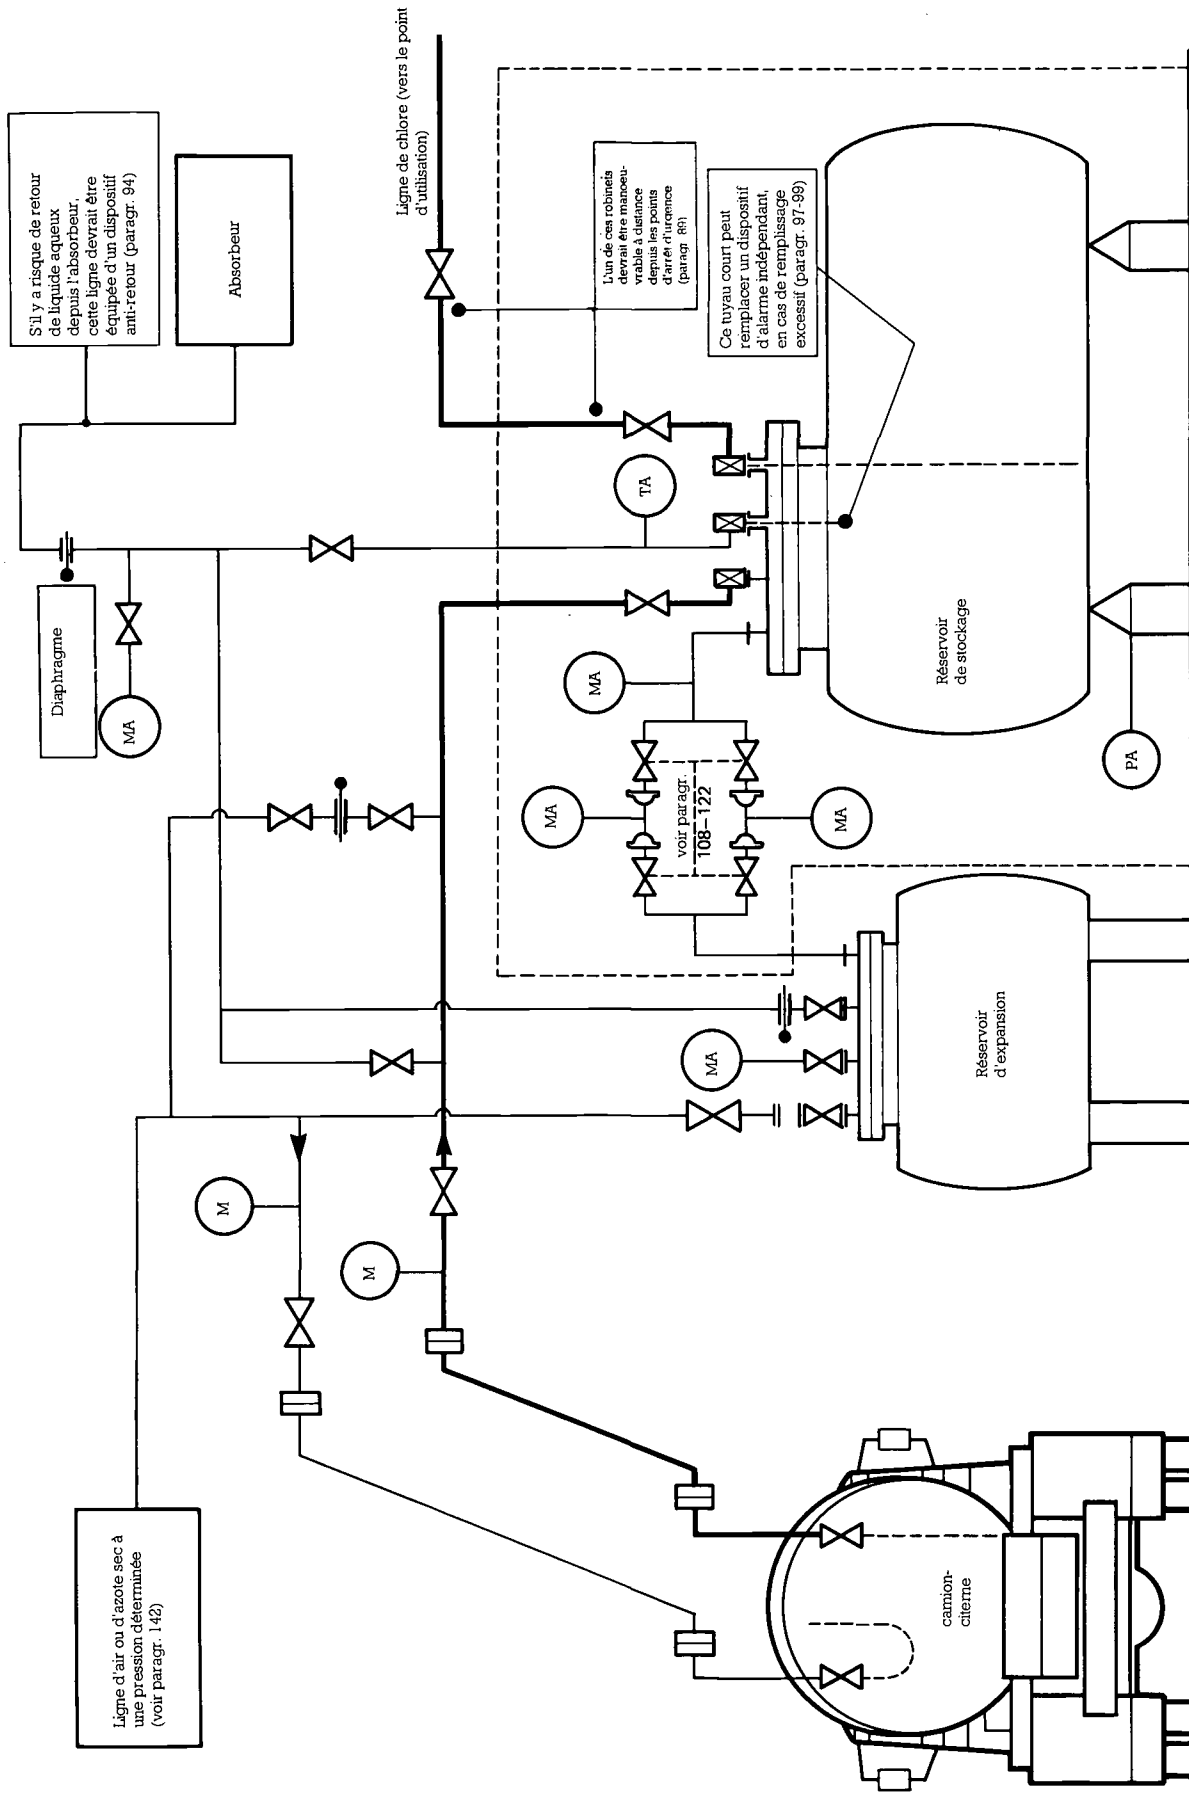 Ligne d'air ou d'azote sec à
une pression déterminée
(voir paragr. 142)
M
M
Diaphragme
MA
S'il y a risque de retour
de liquide aqueux
depuis l'absorbeur,
cette ligne devrait être
équipée d'un dispositif
anti-retour (paragr. 94)
Absorbeur
Ligne de chlore (vers le point
d'utilisation)
L'un de ces robinets
devrait être manoeu-
vrable à distance
depuis les points
d'arrêt d'urgence
(paragr. 89)
Ce tuyau court peut
remplacer un dispositif
d'alarme indépendant,
en cas de remplissage
excessif (paragr. 97-99)
TA
MA
MA
voir paragr.
108–122
MA
MA
camion-
citerne
Réservoir
d'expansion
Réservoir
de stockage
PA